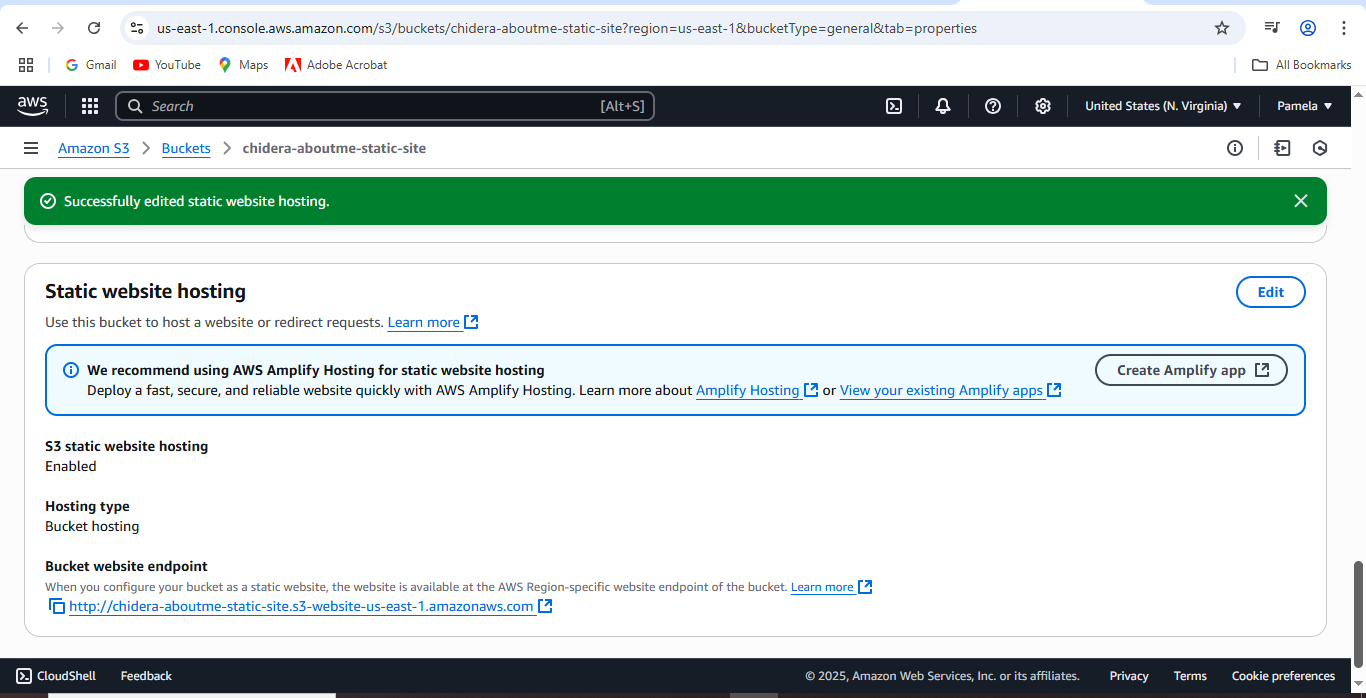 us-east-1.console.aws.amazon.com/s3/buckets/chidera-aboutme-static-site?region=us-east-1&bucketType=general&tab=properties
Gmail YouTube Maps Adobe Acrobat All Bookmarks
aws Search [Alt+S] United States (N. Virginia) Pamela
Amazon S3 Buckets chidera-aboutme-static-site
Successfully edited static website hosting.
Static website hosting Edit
Use this bucket to host a website or redirect requests. Learn more
We recommend using AWS Amplify Hosting for static website hosting Create Amplify app
Deploy a fast, secure, and reliable website quickly with AWS Amplify Hosting. Learn more about Amplify Hosting or View your existing Amplify apps
S3 static website hosting
Enabled
Hosting type
Bucket hosting
Bucket website endpoint
When you configure your bucket as a static website, the website is available at the AWS Region-specific website endpoint of the bucket. Learn more
http://chidera-aboutme-static-site.s3-website-us-east-1.amazonaws.com
CloudShell Feedback © 2025, Amazon Web Services, Inc. or its affiliates. Privacy Terms Cookie preferences